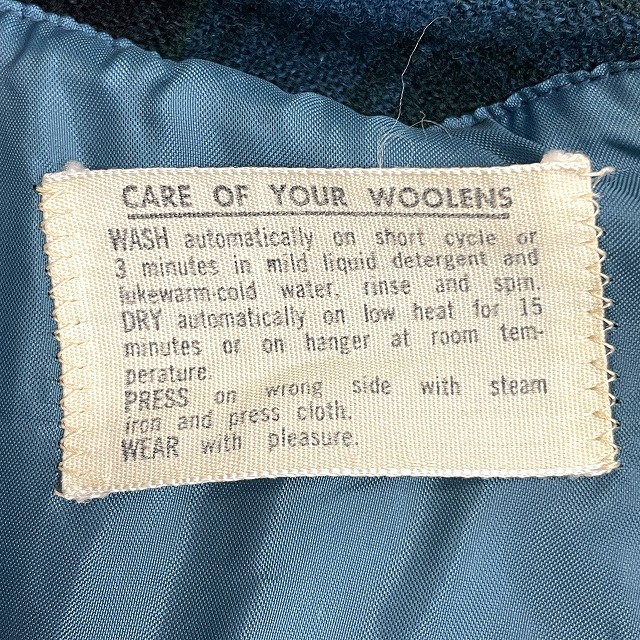 CARE OF YOUR WOOLENS
WASH automatically on short cycle or
3 minutes in mild liquid detergent and
lukewarm-cold water, rinse and spin.
DRY automatically on low heat for 15
minutes or on hanger at room tem-
perature.
PRESS on wrong side with steam
iron and press cloth.
WEAR with pleasure.